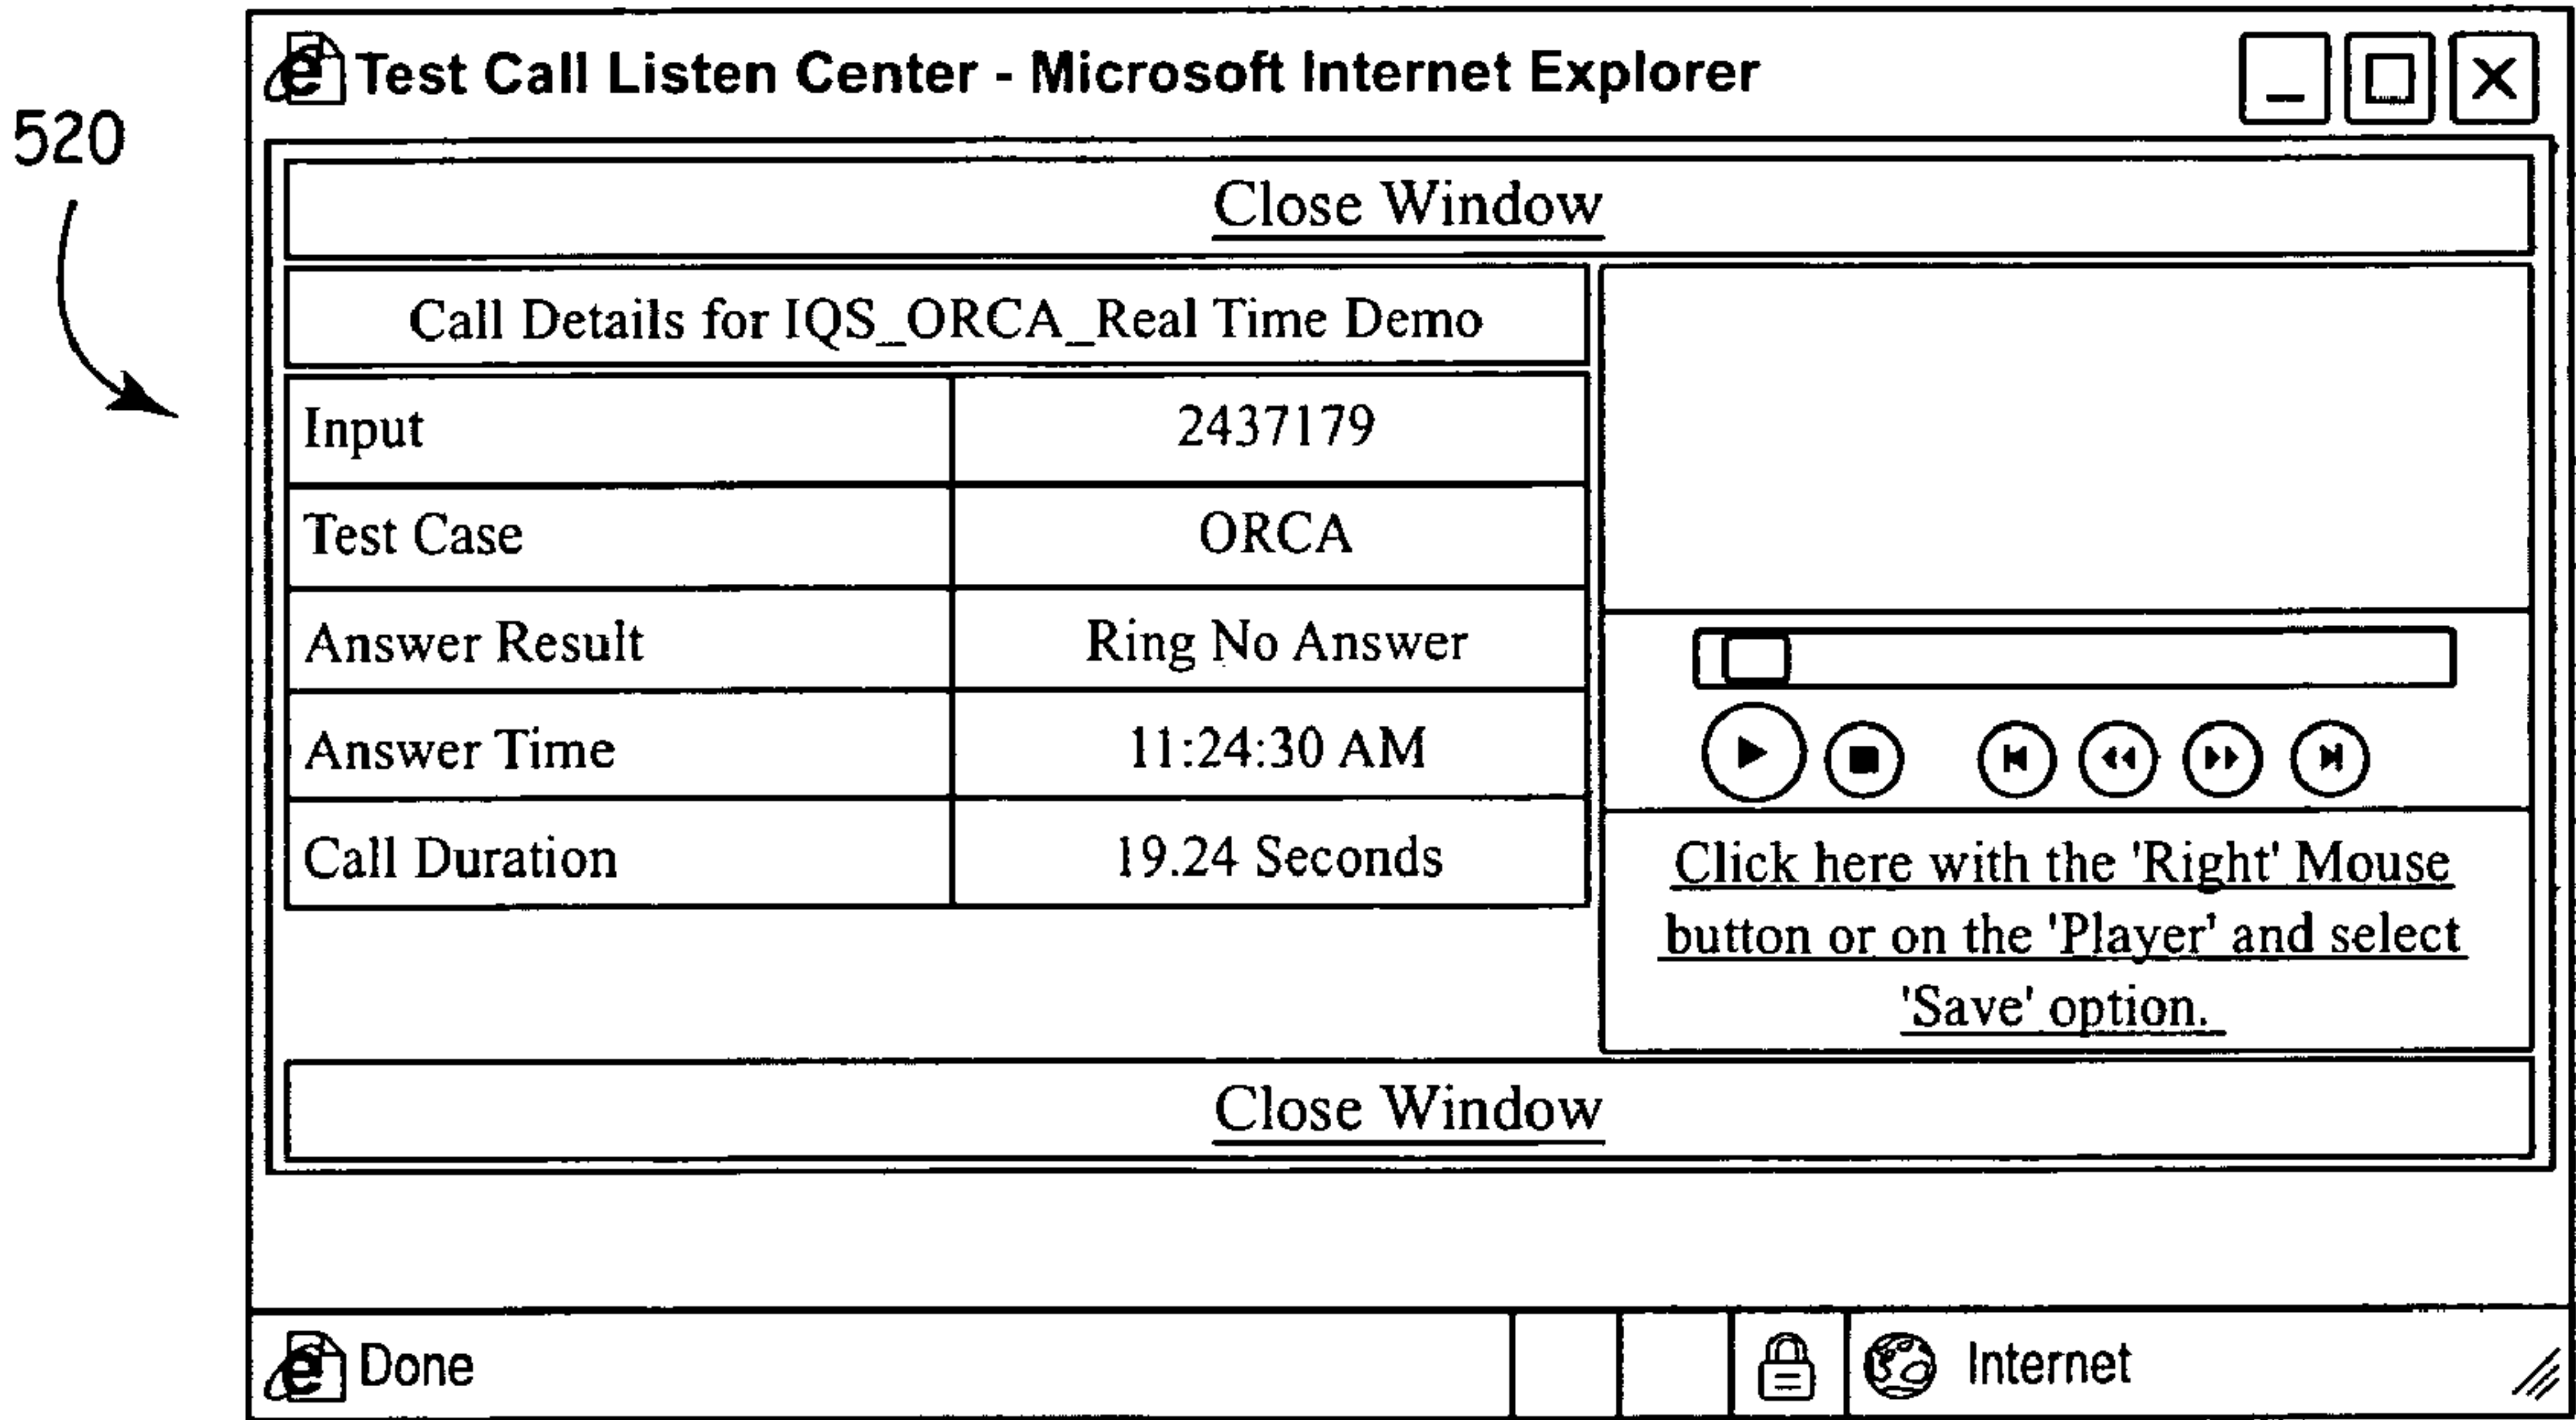 520
Test Call Listen Center - Microsoft Internet Explorer
Close Window
Call Details for IQS_ORCA_Real Time Demo
Input 2437179
Test Case ORCA
Answer Result Ring No Answer
Answer Time 11:24:30 AM
Call Duration 19.24 Seconds
Click here with the 'Right' Mouse
button or on the 'Player' and select
'Save' option.
Close Window
Done Internet